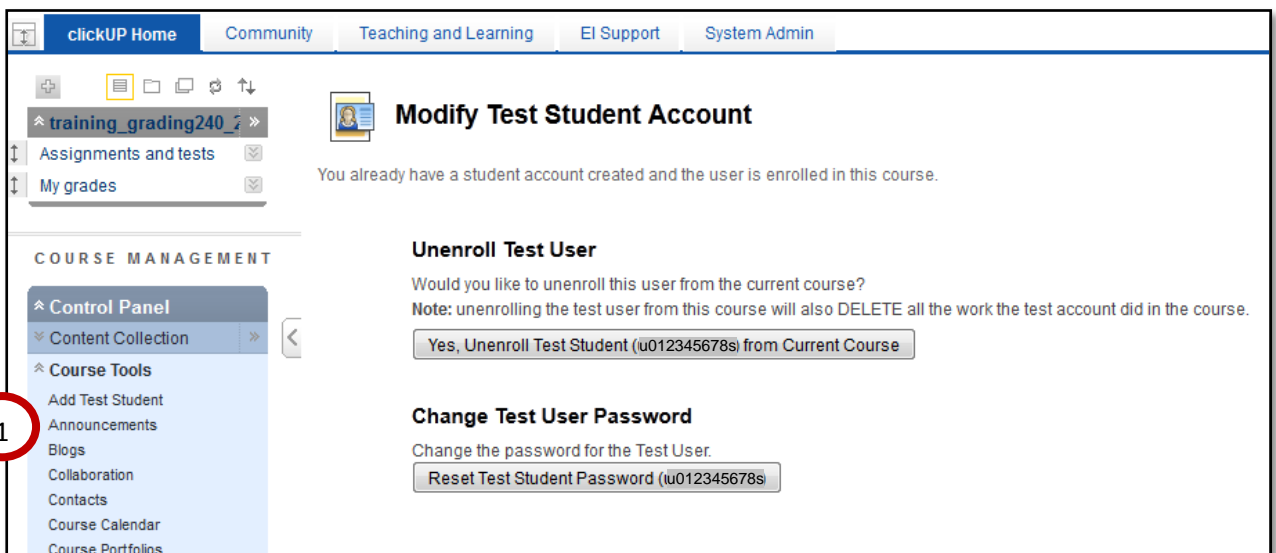 clickUP Home Community Teaching and Learning EI Support System Admin
training_grading240_2
Assignments and tests
My grades
COURSE MANAGEMENT
Control Panel
Content Collection
Course Tools
Add Test Student
1
Announcements
Blogs
Collaboration
Contacts
Course Calendar
Course Portfolios
Modify Test Student Account
You already have a student account created and the user is enrolled in this course.
Unenroll Test User
Would you like to unenroll this user from the current course?
Note: unenrolling the test user from this course will also DELETE all the work the test account did in the course.
Yes, Unenroll Test Student (u012345678s) from Current Course
Change Test User Password
Change the password for the Test User.
Reset Test Student Password (u012345678s)